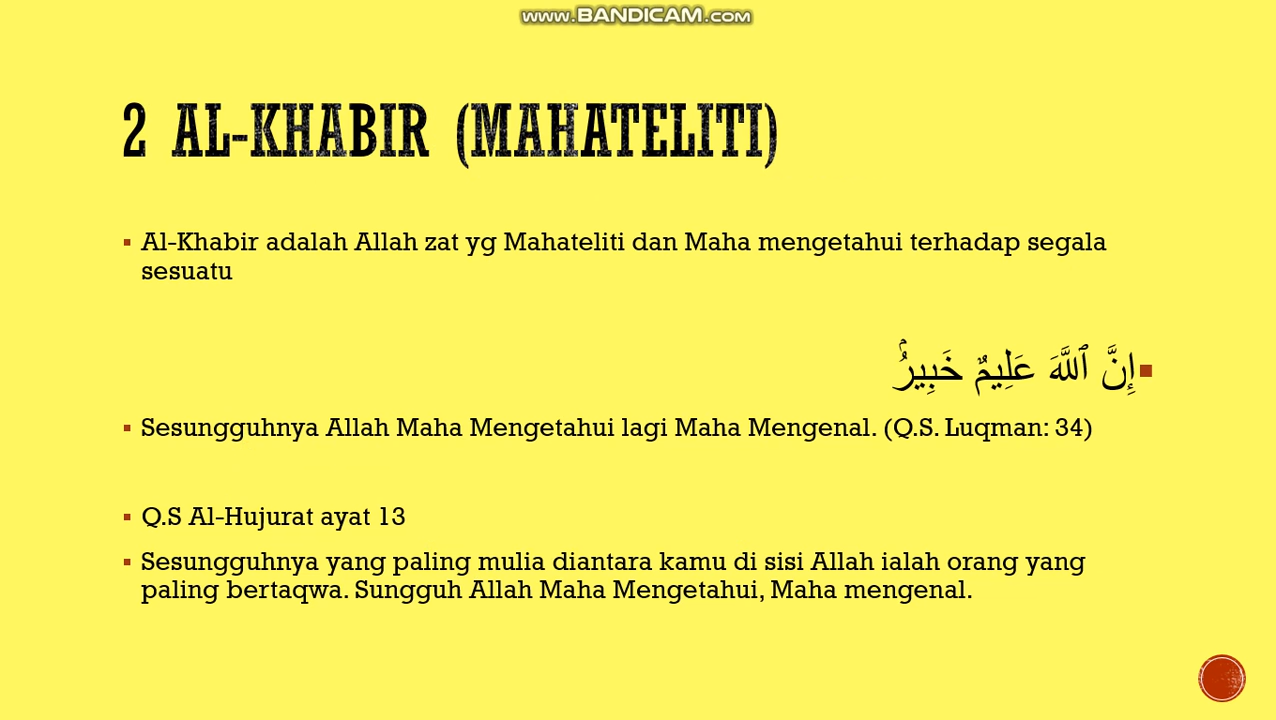 www.BANDICAM.com
2 AL-KHABIR (MAHATELITI)
Al-Khabir adalah Allah zat yg Mahateliti dan Maha mengetahui terhadap segala
sesuatu
إِنَّ ٱللَّهَ عَلِيمٌ خَبِيرُۢ
Sesungguhnya Allah Maha Mengetahui lagi Maha Mengenal. (Q.S. Luqman: 34)
Q.S Al-Hujurat ayat 13
Sesungguhnya yang paling mulia diantara kamu di sisi Allah ialah orang yang
paling bertaqwa. Sungguh Allah Maha Mengetahui, Maha mengenal.